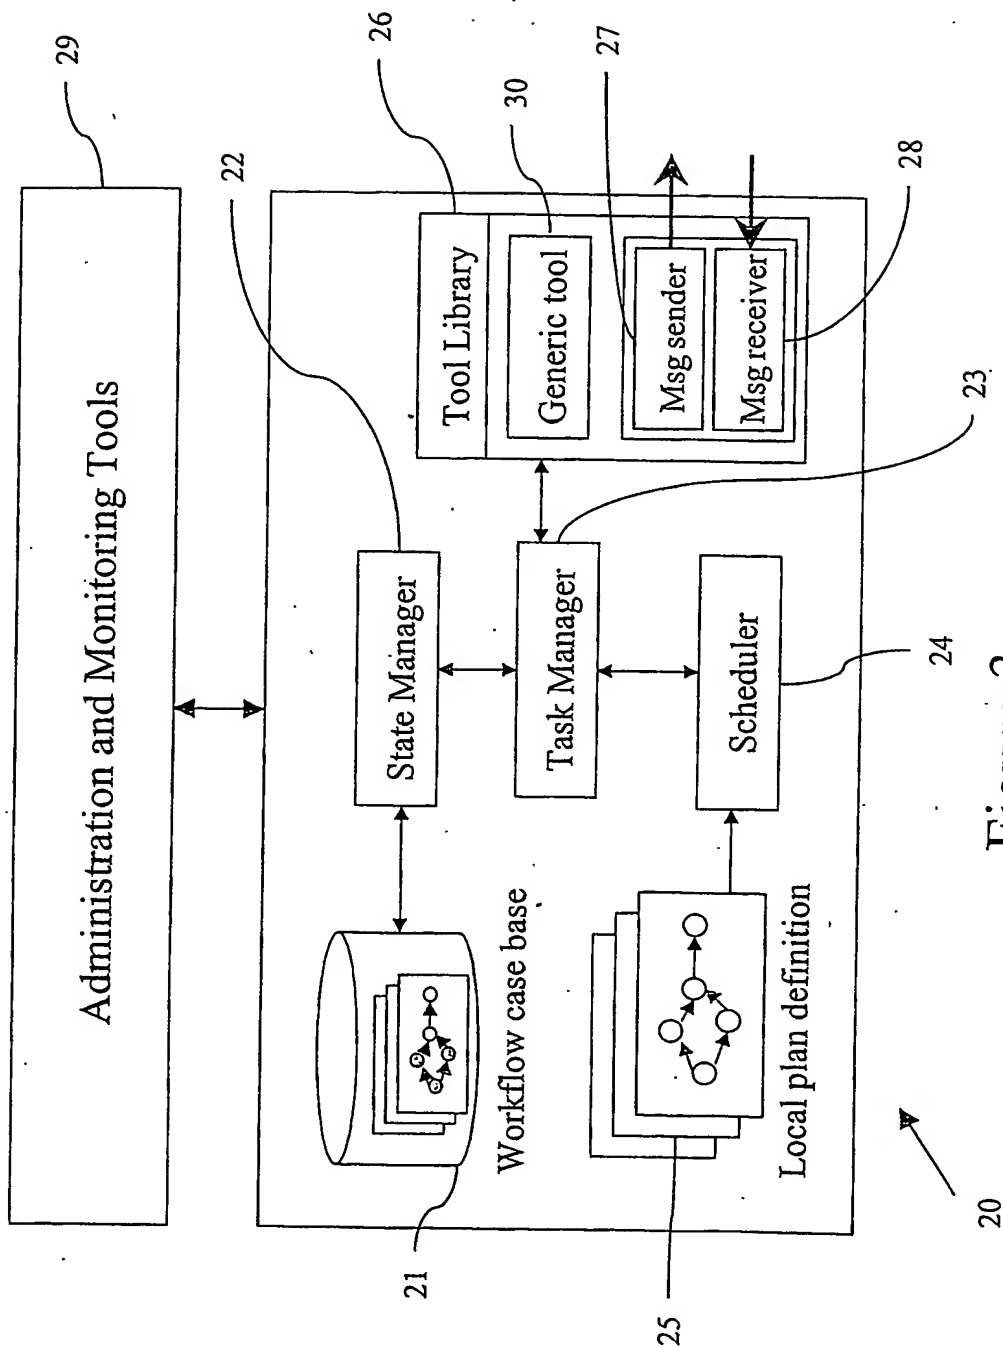 29
Administration and Monitoring Tools
22
26
Tool Library
30
Generic tool
27
Msg sender
Msg receiver
28
State Manager
Task Manager
23
Scheduler
24
Workflow case base
21
Local plan definition
25
20